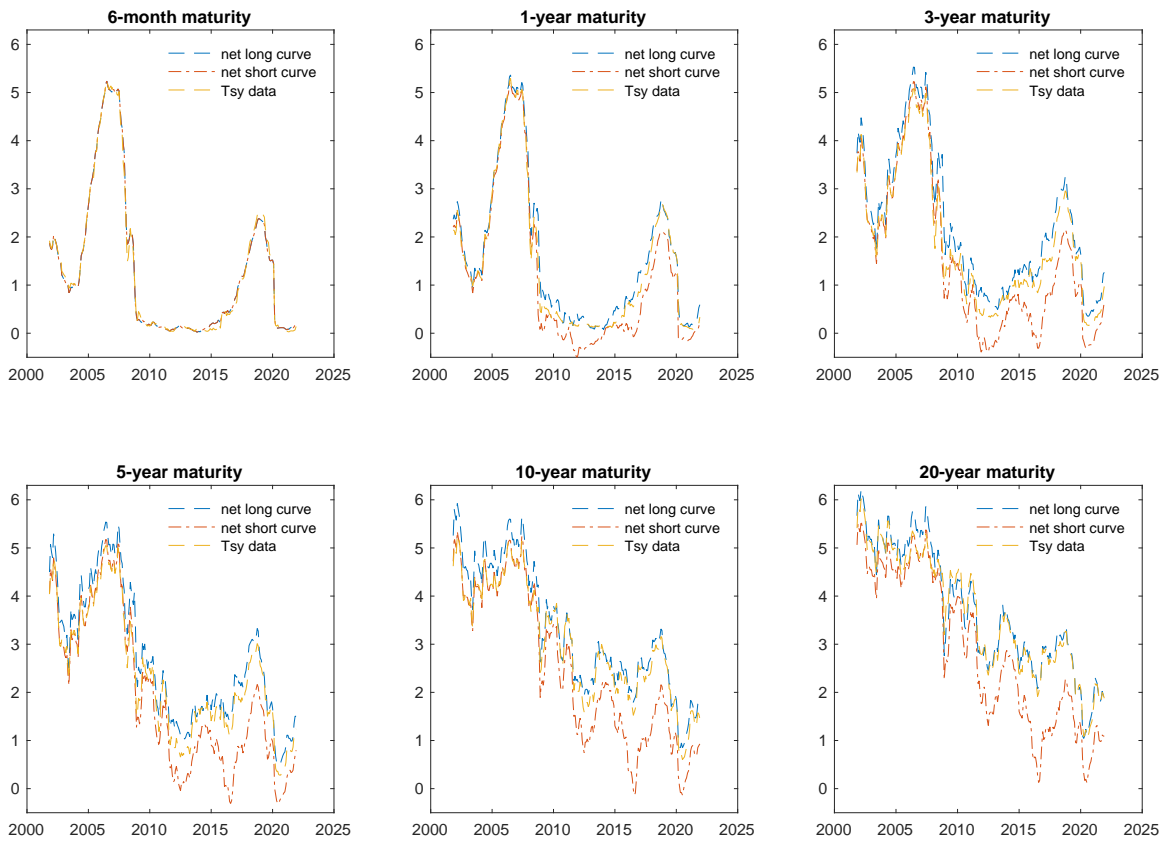 6-month maturity
6
5
4
3
2
1
0
net long curve
net short curve
Tsy data
2000 2005 2010 2015 2020 2025
1-year maturity
6
5
4
3
2
1
0
net long curve
net short curve
Tsy data
2000 2005 2010 2015 2020 2025
3-year maturity
6
5
4
3
2
1
0
net long curve
net short curve
Tsy data
2000 2005 2010 2015 2020 2025
5-year maturity
6
5
4
3
2
1
0
net long curve
net short curve
Tsy data
2000 2005 2010 2015 2020 2025
10-year maturity
6
5
4
3
2
1
0
net long curve
net short curve
Tsy data
2000 2005 2010 2015 2020 2025
20-year maturity
6
5
4
3
2
1
0
net long curve
net short curve
Tsy data
2000 2005 2010 2015 2020 2025